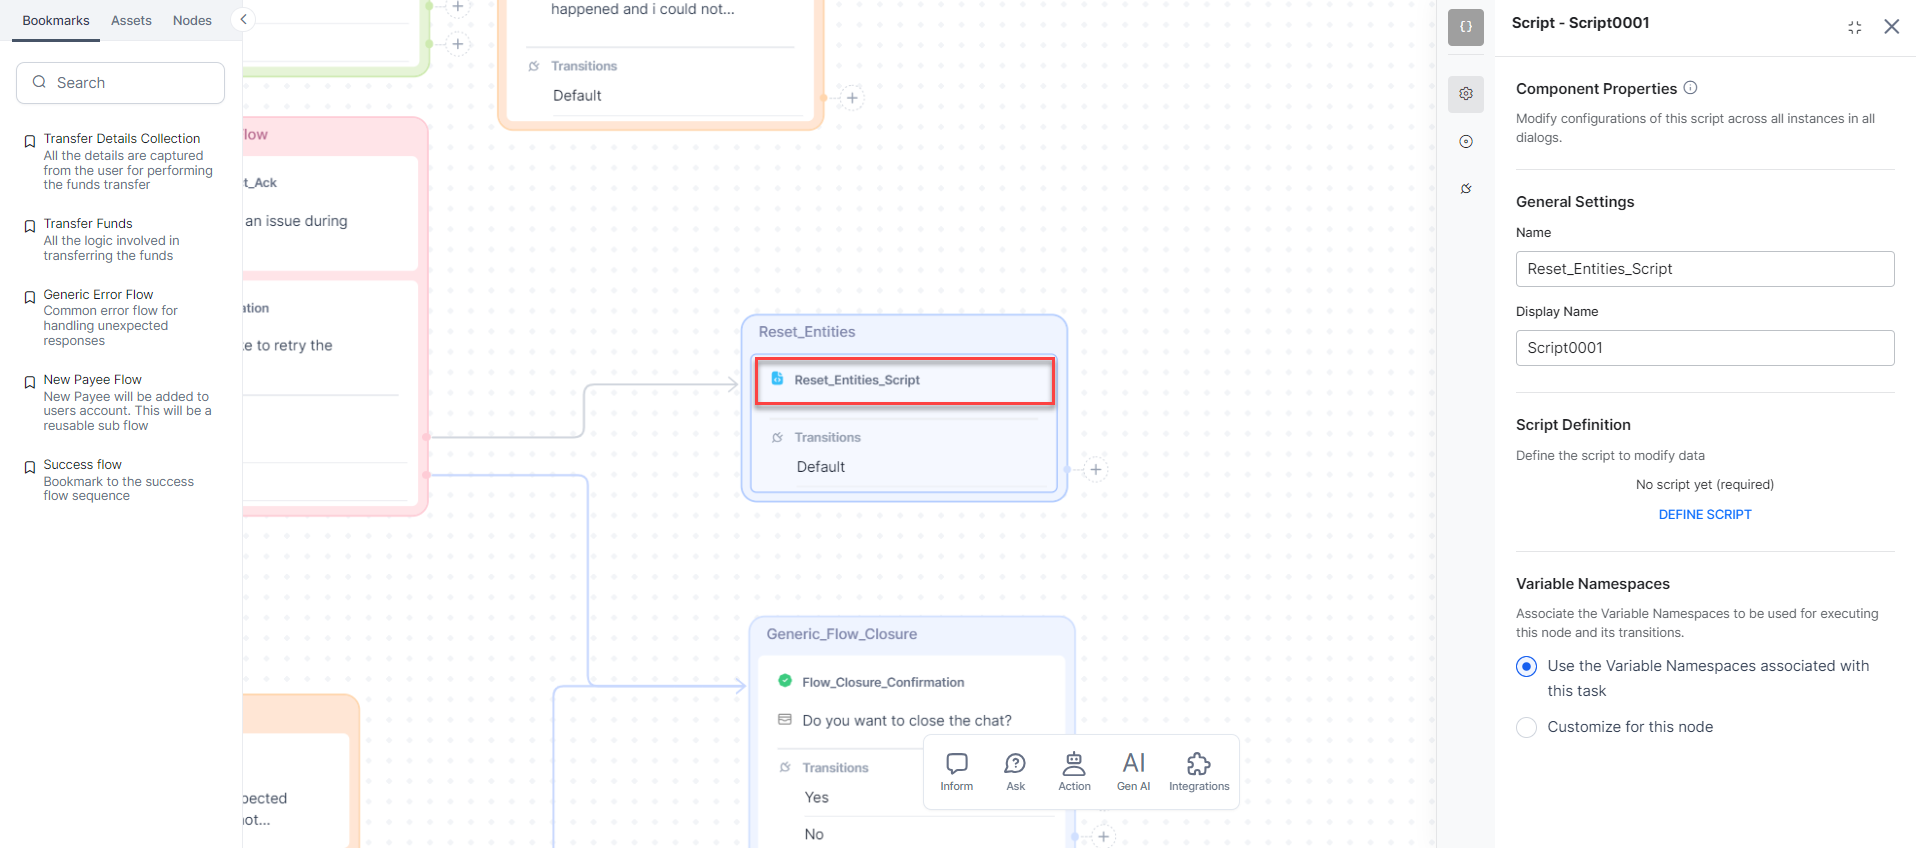 Bookmarks
Assets
Nodes
Search
Transfer Details Collection
All the details are captured
from the user for performing
the funds transfer
Transfer Funds
All the logic involved in
transferring the funds
Generic Error Flow
Common error flow for
handling unexpected
responses
New Payee Flow
New Payee will be added to
users account. This will be a
reusable sub flow
Success flow
Bookmark to the success
flow sequence
happened and i could not...
Transitions
Default
low
t_Ack
an issue during
ation
e to retry the
pected
ot...
Reset_Entities
Reset_Entities_Script
Transitions
Default
Generic_Flow_Closure
Flow_Closure_Confirmation
Do you want to close the chat?
Transitions
Yes
No
Inform
Ask
Action
AI
Gen AI
Integrations
{}
Script - Script0001
Component Properties
Modify configurations of this script across all instances in all
dialogs.
General Settings
Name
Reset_Entities_Script
Display Name
Script0001
Script Definition
Define the script to modify data
No script yet (required)
DEFINE SCRIPT
Variable Namespaces
Associate the Variable Namespaces to be used for executing
this node and its transitions.
Use the Variable Namespaces associated with
this task
Customize for this node